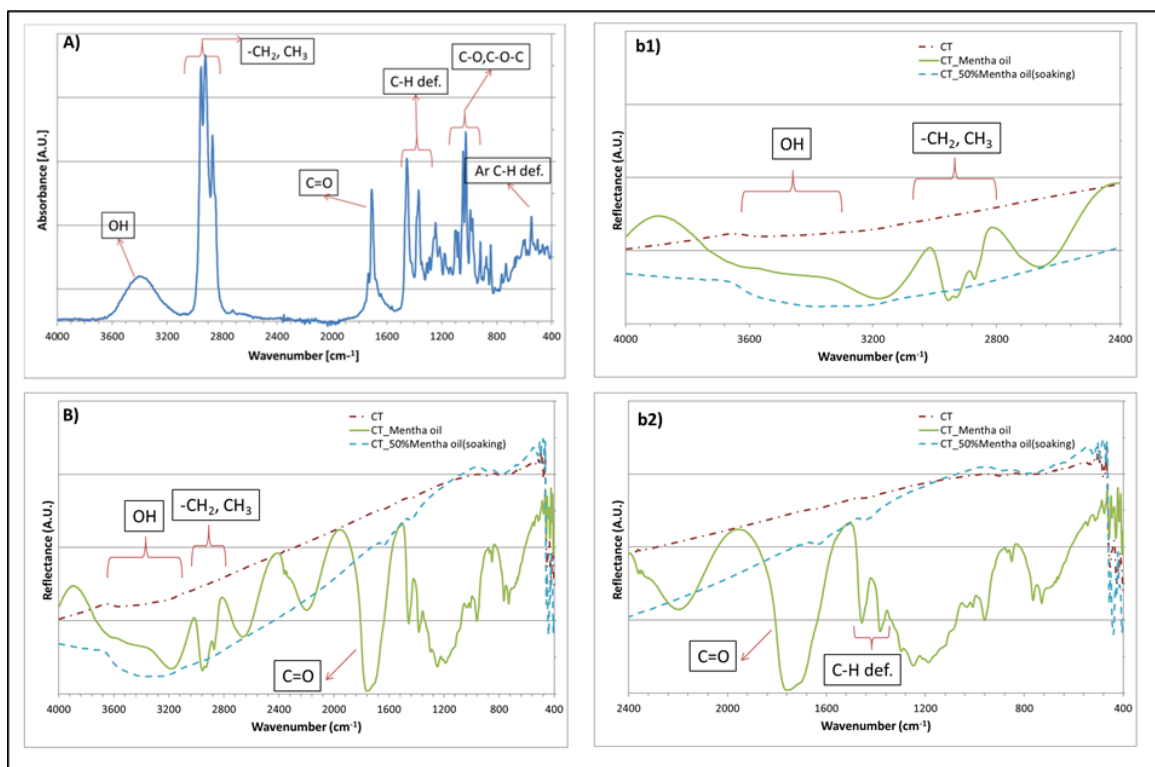 A)
-CH2, CH3
C-O,C-O-C
C-H def.
C=O
Ar C-H def.
OH
Absorbance [A.U.]
4000 3600 3200 2800 2400 2000 1600 1200 800 400
Wavenumber [cm-1]
b1)
CT
CT_Mentha oil
CT_50%Mentha oil(soaking)
OH
-CH2, CH3
Reflectance (A.U.)
4000 3600 3200 2800 2400
Wavenumber (cm-1)
B)
CT
CT_Mentha oil
CT_50%Mentha oil(soaking)
OH
-CH2, CH3
C=O
Reflectance (A.U.)
4000 3600 3200 2800 2400 2000 1600 1200 800 400
Wavenumber (cm-1)
b2)
CT
CT_Mentha oil
CT_50%Mentha oil(soaking)
C=O
C-H def.
Reflectance (A.U.)
2400 2000 1600 1200 800 400
Wavenumber (cm-1)